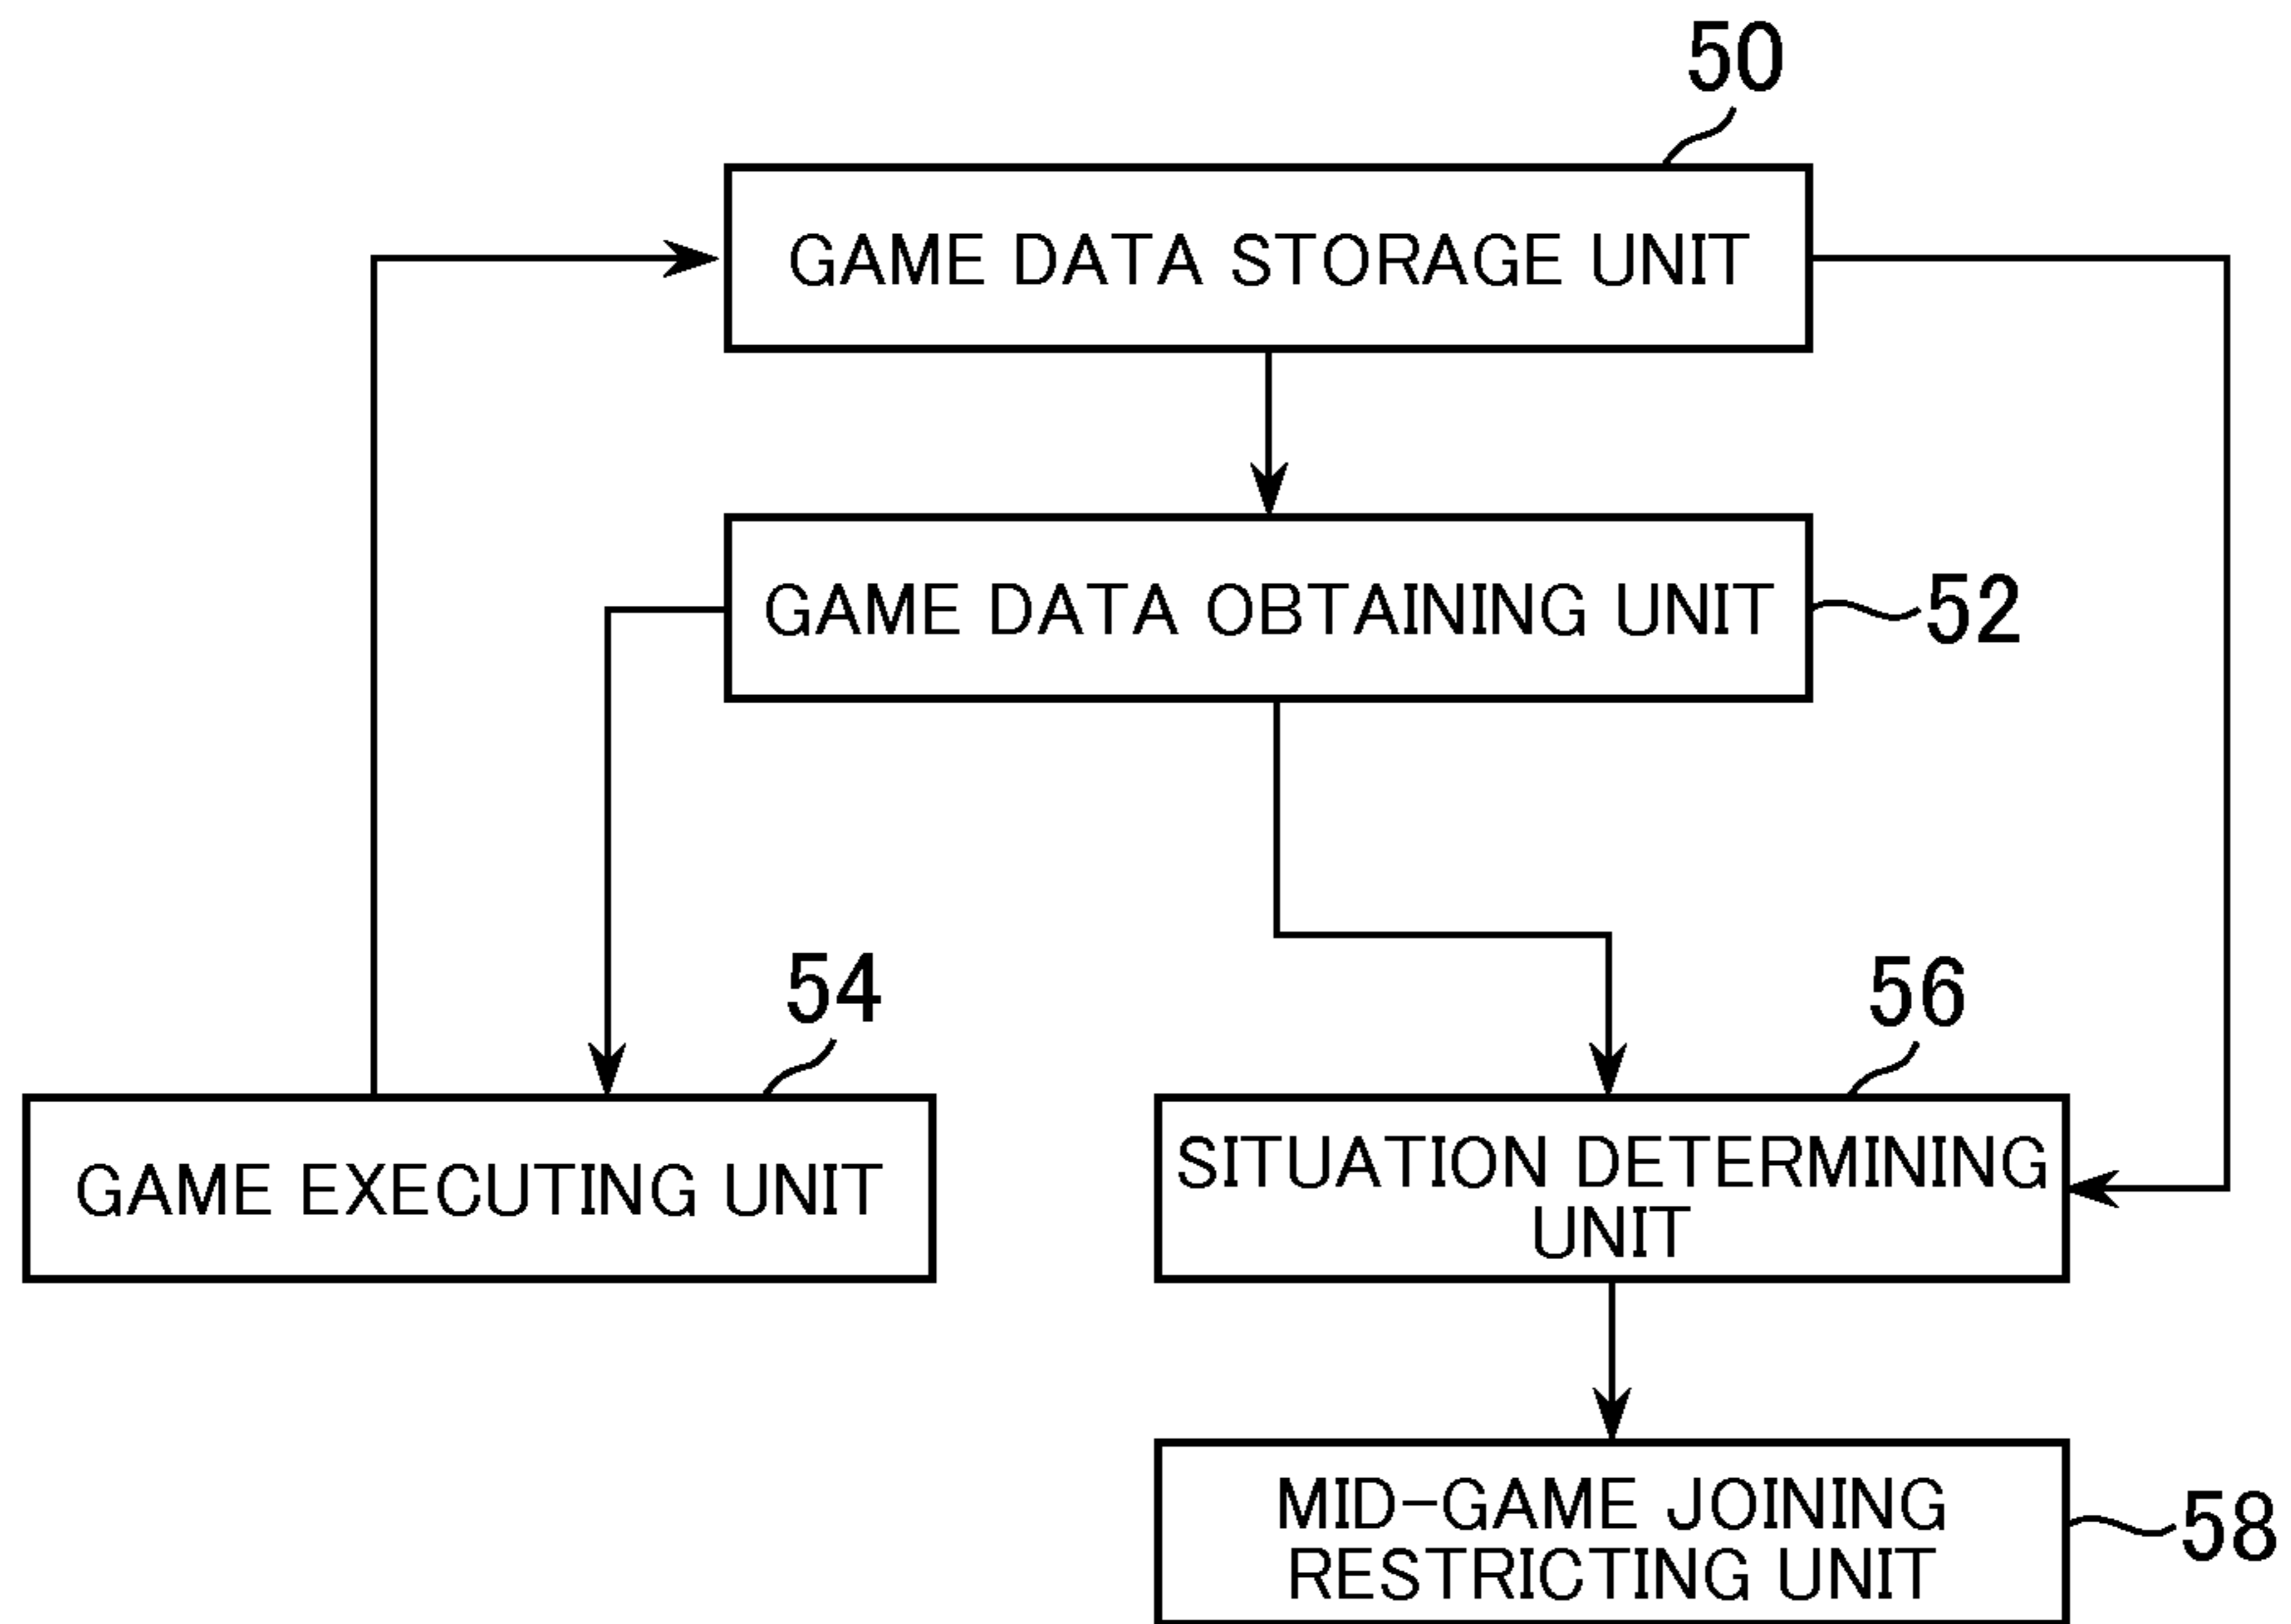 50
GAME DATA STORAGE UNIT
GAME DATA OBTAINING UNIT
52
54
56
GAME EXECUTING UNIT
SITUATION DETERMINING
UNIT
MID-GAME JOINING
RESTRICTING UNIT
58